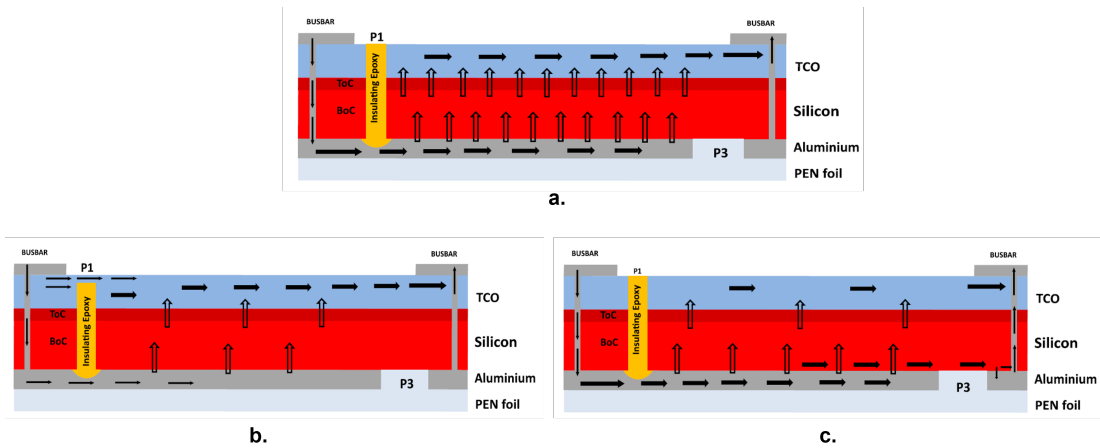 BUSBAR
BUSBAR
P1
TCO
Insulating Epoxy
ToC
BoC
Silicon
Aluminium
P3
PEN foil
a.
BUSBAR
BUSBAR
P1
TCO
Insulating Epoxy
ToC
BoC
Silicon
Aluminium
P3
PEN foil
b.
BUSBAR
BUSBAR
P1
TCO
Insulating Epoxy
ToC
BoC
Silicon
Aluminium
P3
PEN foil
c.